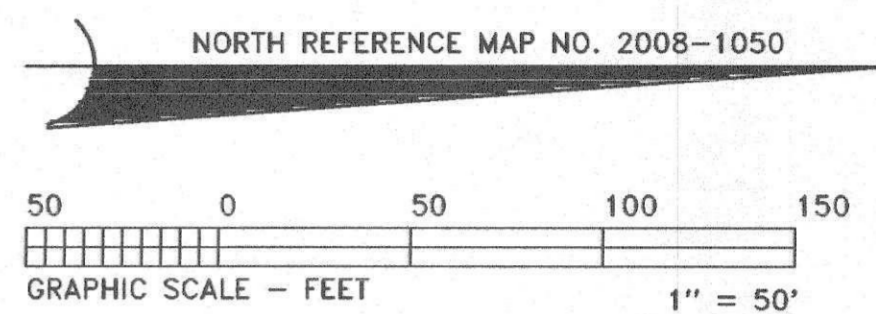 NORTH REFERENCE MAP NO. 2008-1050
50 0 50 100 150
GRAPHIC SCALE - FEET 1" = 50'